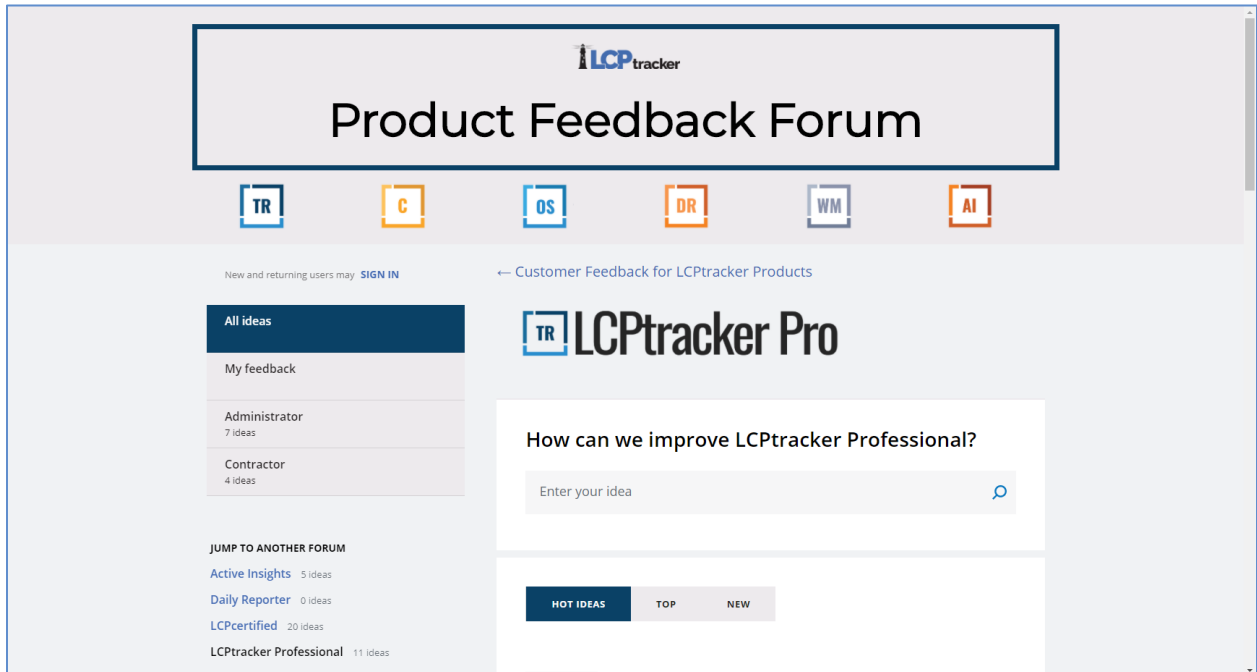 LCPtracker
Product Feedback Forum
TR
C
OS
DR
WM
AI
New and returning users may SIGN IN
← Customer Feedback for LCPtracker Products
All ideas
My feedback
Administrator
7 ideas
Contractor
4 ideas
JUMP TO ANOTHER FORUM
Active Insights 5 ideas
Daily Reporter 0 ideas
LCPcertified 20 ideas
LCPtracker Professional 11 ideas
TR LCPtracker Pro
How can we improve LCPtracker Professional?
Enter your idea
HOT IDEAS
TOP
NEW